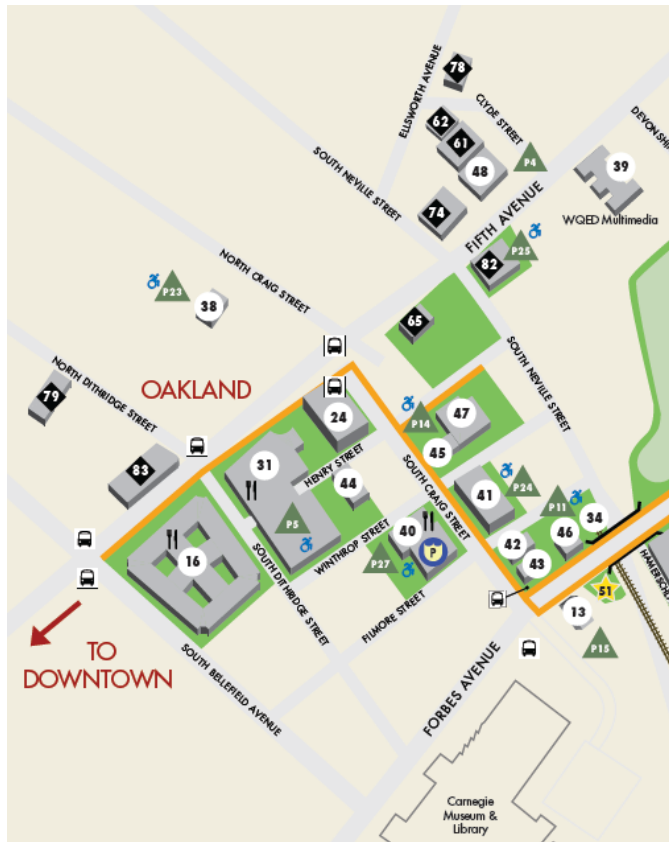 78
ELLSWORTH AVENUE
CLYDE STREET
DEVONSHI
62
61
48
P4
39
SOUTH NEVILLE STREET
74
FIFTH AVENUE
WQED Multimedia
P25
82
NORTH CRAIG STREET
P23
38
65
NORTH DITHRIDGE STREET
OAKLAND
79
SOUTH NEVILLE STREET
24
P14
47
45
83
31
HENRY STREET
44
SOUTH CRAIG STREET
41
P24
P11
34
P5
WINTHROP STREET
40
P
42
46
43
16
SOUTH DITHRIDGE STREET
P27
HAMERSCHL
51
13
FILMORE STREET
P15
TO
DOWNTOWN
SOUTH BELLEFIELD AVENUE
FORBES AVENUE
Carnegie
Museum &
Library